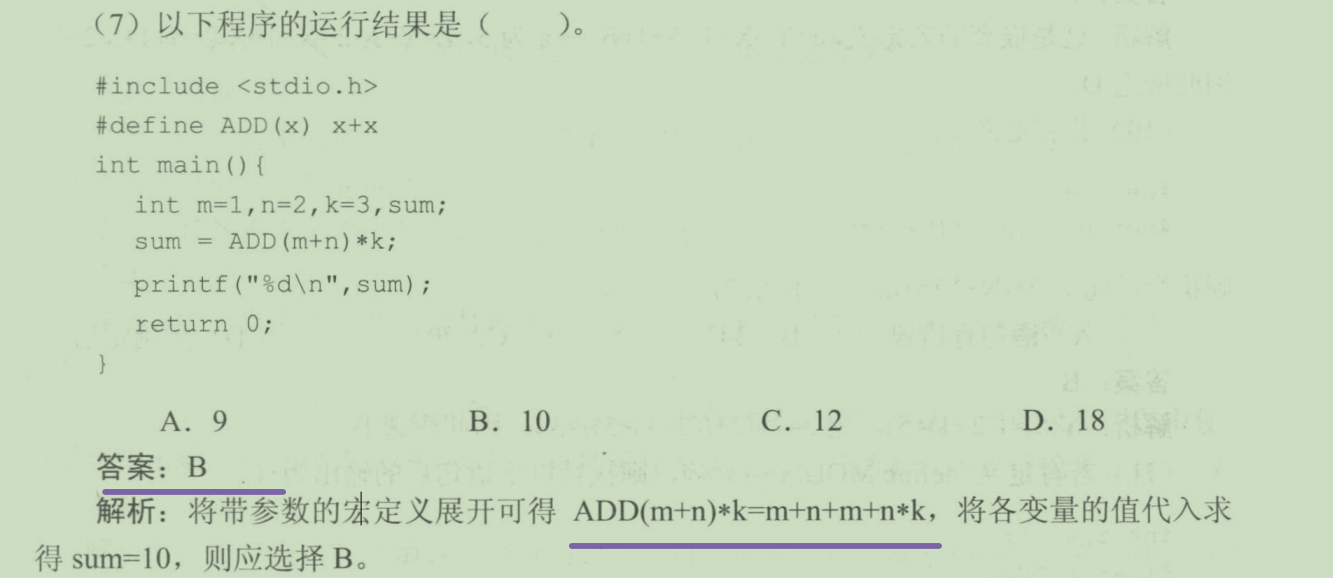 (7)以下程序的运行结果是(  )。
#include <stdio.h>
#define ADD(x) x+x
int main(){
int m=1,n=2,k=3,sum;
sum = ADD(m+n)*k;
printf("%d\n",sum);
return 0;
}
A. 9 B. 10 C. 12 D. 18
答案:B
解析:将带参数的宏定义展开可得 ADD(m+n)*k=m+n+m+n*k,将各变量的值代入求
得 sum=10,则应选择 B。